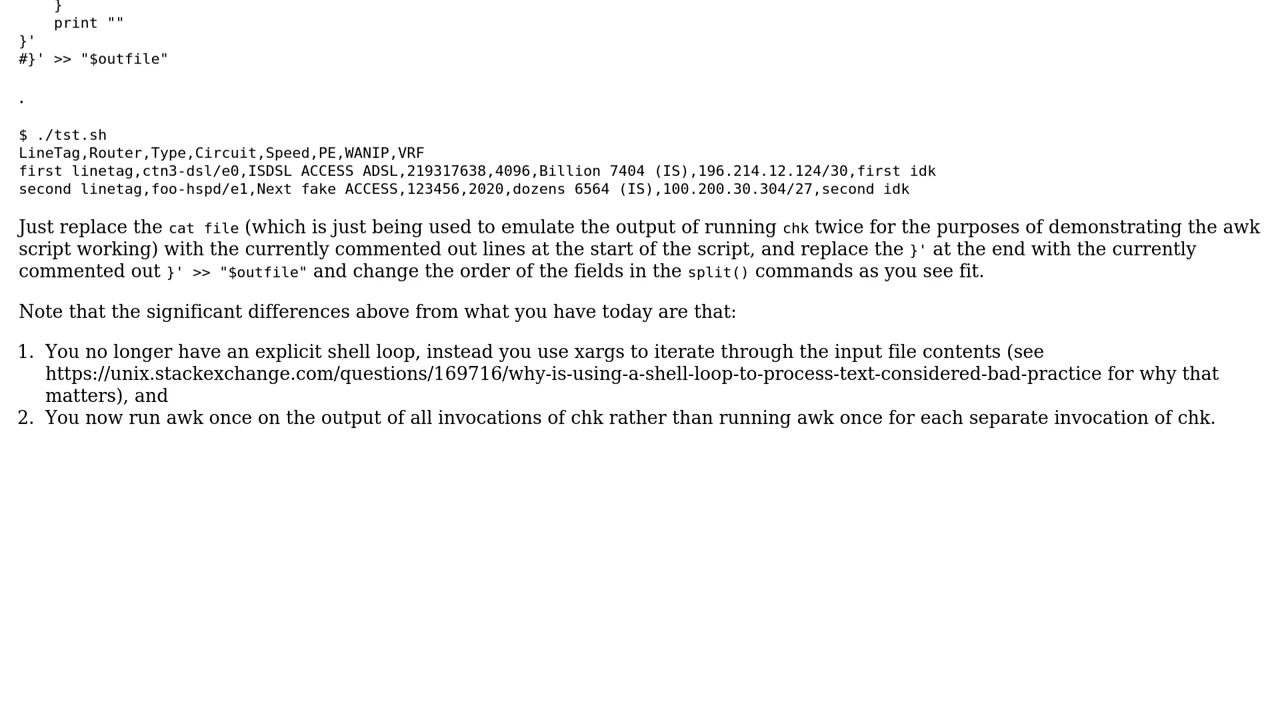 }
print ""
}'
#}' >> "$outfile"
.
$ ./tst.sh
LineTag,Router,Type,Circuit,Speed,PE,WANIP,VRF
first linetag,ctn3-dsl/e0,ISDSL ACCESS ADSL,219317638,4096,Billion 7404 (IS),196.214.12.124/30,first idk
second linetag,foo-hspd/e1,Next fake ACCESS,123456,2020,dozens 6564 (IS),100.200.30.304/27,second idk
Just replace the cat file (which is just being used to emulate the output of running chk twice for the purposes of demonstrating the awk
script working) with the currently commented out lines at the start of the script, and replace the }' at the end with the currently
commented out }' >> "$outfile" and change the order of the fields in the split() commands as you see fit.
Note that the significant differences above from what you have today are that:
1. You no longer have an explicit shell loop, instead you use xargs to iterate through the input file contents (see
https://unix.stackexchange.com/questions/169716/why-is-using-a-shell-loop-to-process-text-considered-bad-practice for why that
matters), and
2. You now run awk once on the output of all invocations of chk rather than running awk once for each separate invocation of chk.